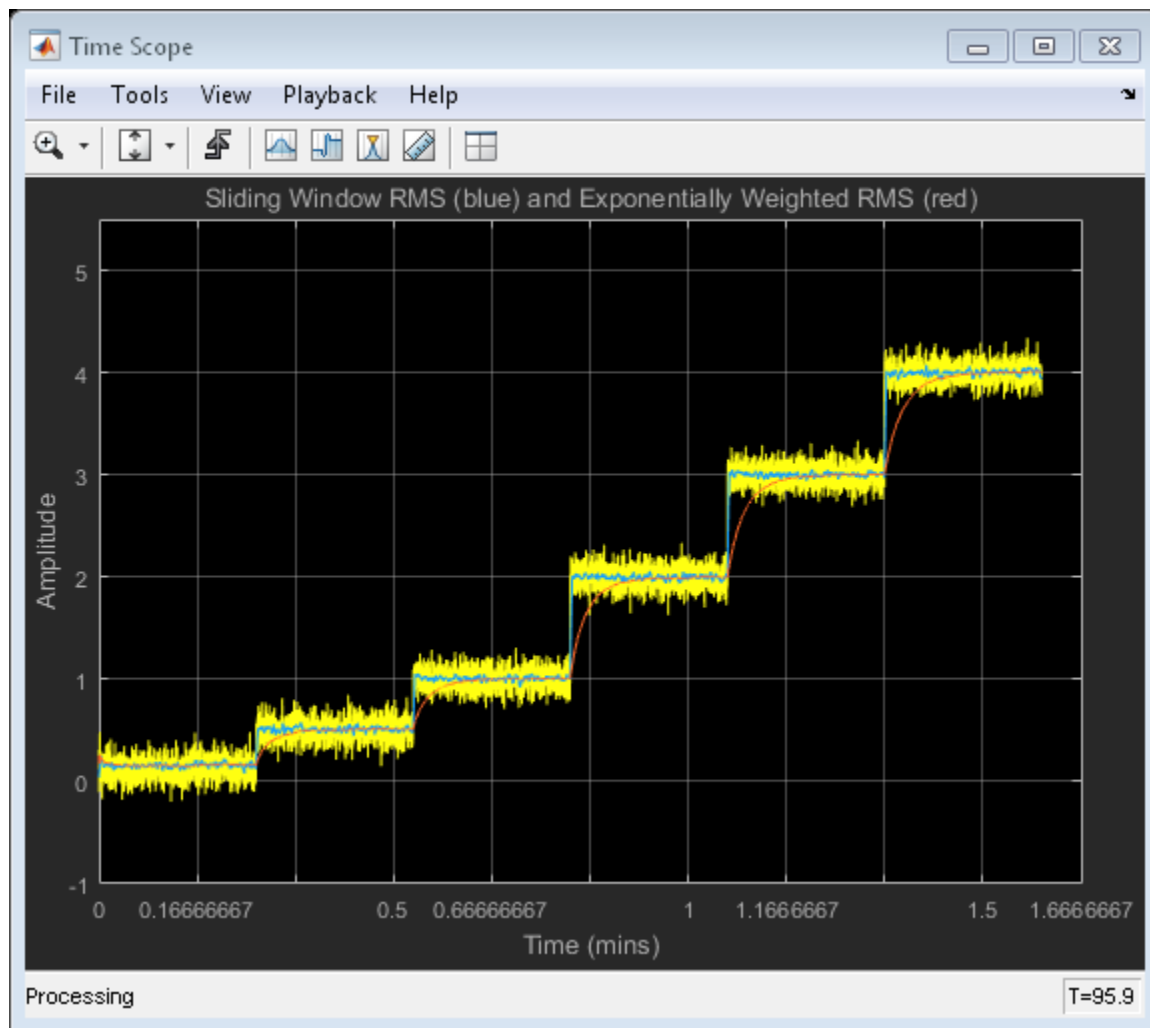 Time Scope
File Tools View Playback Help
Sliding Window RMS (blue) and Exponentially Weighted RMS (red)
5
4
3
2
1
0
-1
Amplitude
0 0.16666667 0.5 0.66666667 1 1.1666667 1.5 1.6666667
Time (mins)
Processing T=95.9